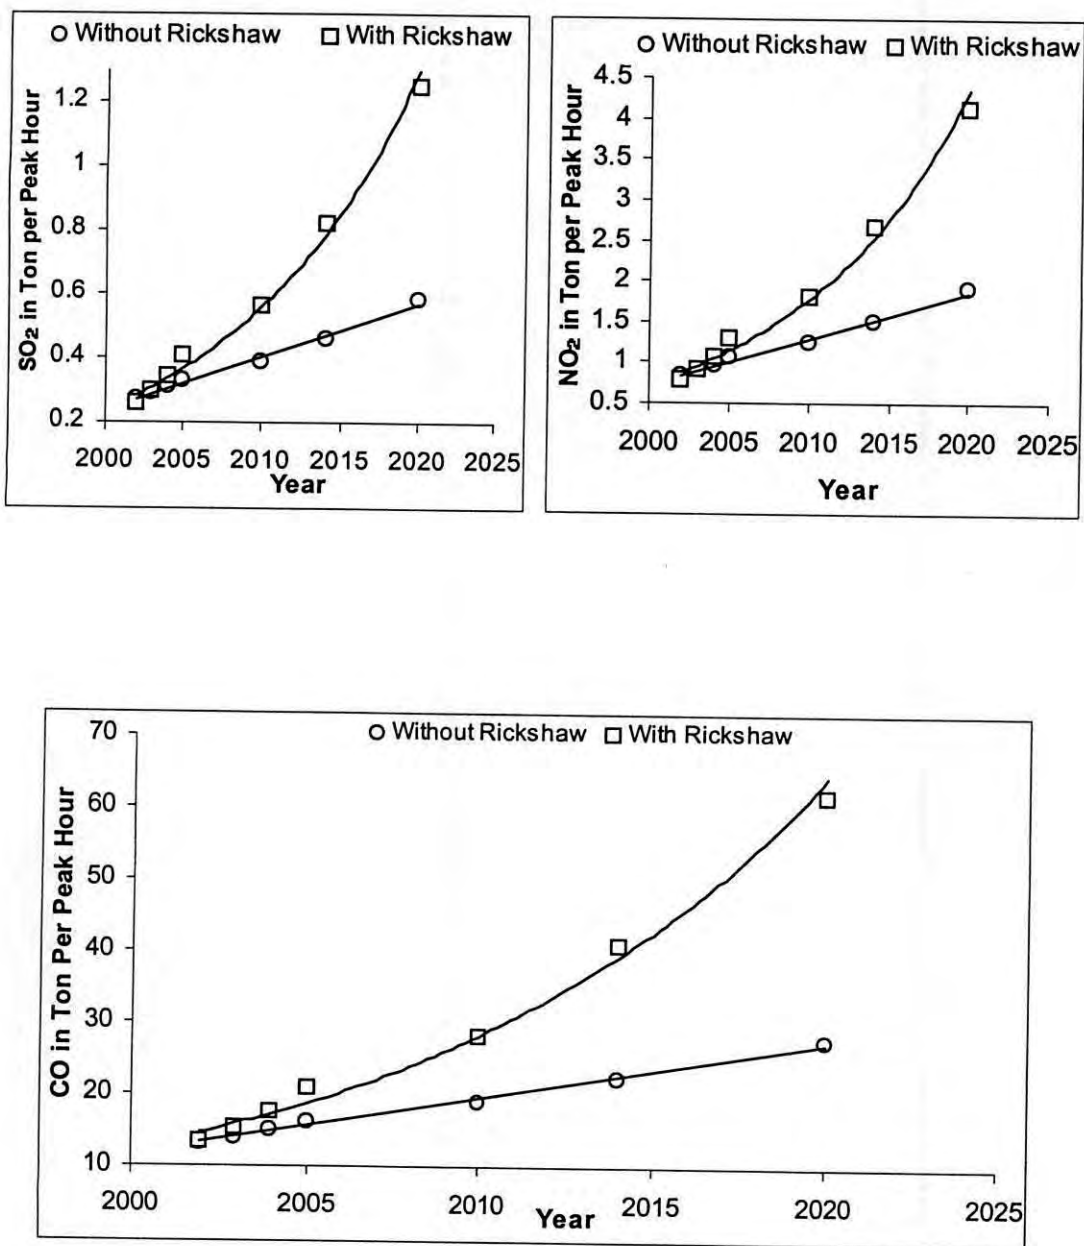 ○ Without Rickshaw □ With Rickshaw
SO₂ in Ton per Peak Hour
1.2
1
0.8
0.6
0.4
0.2
2000 2005 2010 2015 2020 2025
Year
○ Without Rickshaw □ With Rickshaw
NO₂ in Ton per Peak Hour
4.5
4
3.5
3
2.5
2
1.5
1
0.5
2000 2005 2010 2015 2020 2025
Year
○ Without Rickshaw □ With Rickshaw
CO in Ton Per Peak Hour
70
60
50
40
30
20
10
2000 2005 2010 2015 2020 2025
Year